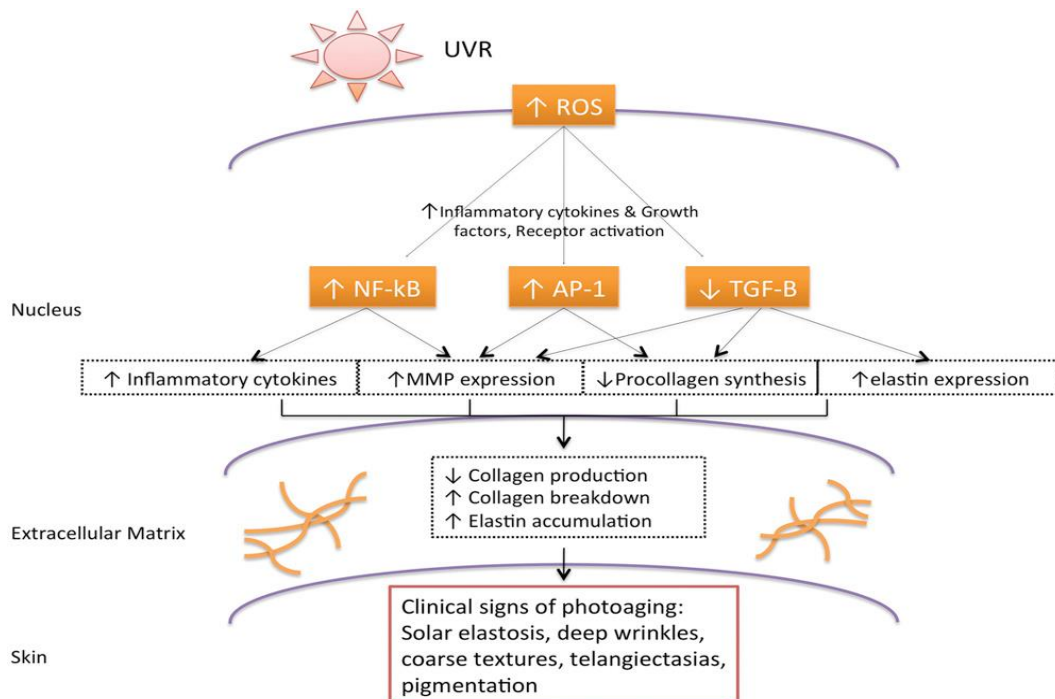 UVR
↑ ROS
↑Inflammatory cytokines & Growth
factors, Receptor activation
↑ NF-kB
↑ AP-1
↓ TGF-B
Nucleus
↑ Inflammatory cytokines
↑MMP expression
↓Procollagen synthesis
↑elastin expression
↓ Collagen production
↑ Collagen breakdown
↑ Elastin accumulation
Extracellular Matrix
Clinical signs of photoaging:
Solar elastosis, deep wrinkles,
coarse textures, telangiectasias,
pigmentation
Skin